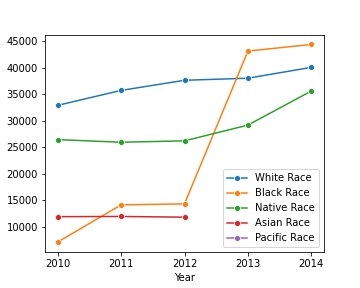 45000
40000
35000
30000
25000
20000
15000
10000
2010 2011 2012 2013 2014
Year
White Race
Black Race
Native Race
Asian Race
Pacific Race